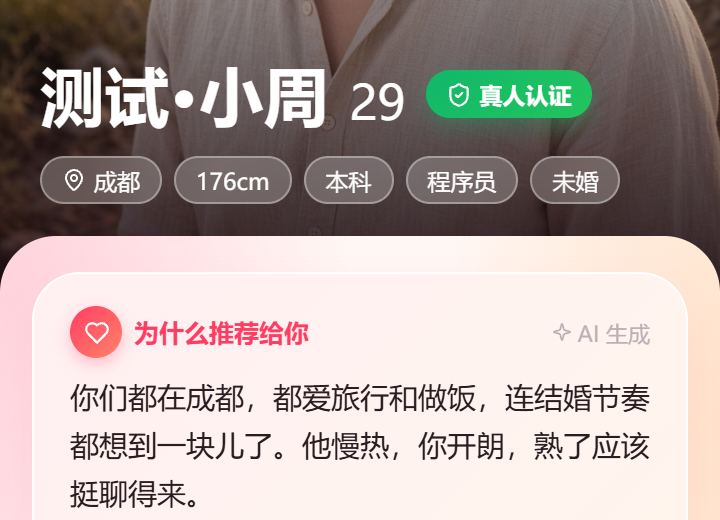 测试·小周 29 真人认证
成都 176cm 本科 程序员 未婚
为什么推荐给你 AI 生成
你们都在成都，都爱旅行和做饭，连结婚节奏
都想到一块儿了。他慢热，你开朗，熟了应该
挺聊得来。